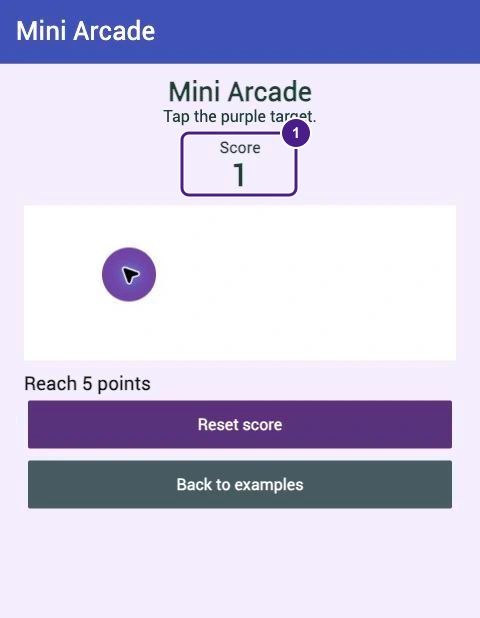 Mini Arcade
Mini Arcade
Tap the purple target.
1
Score
1
Reach 5 points
Reset score
Back to examples